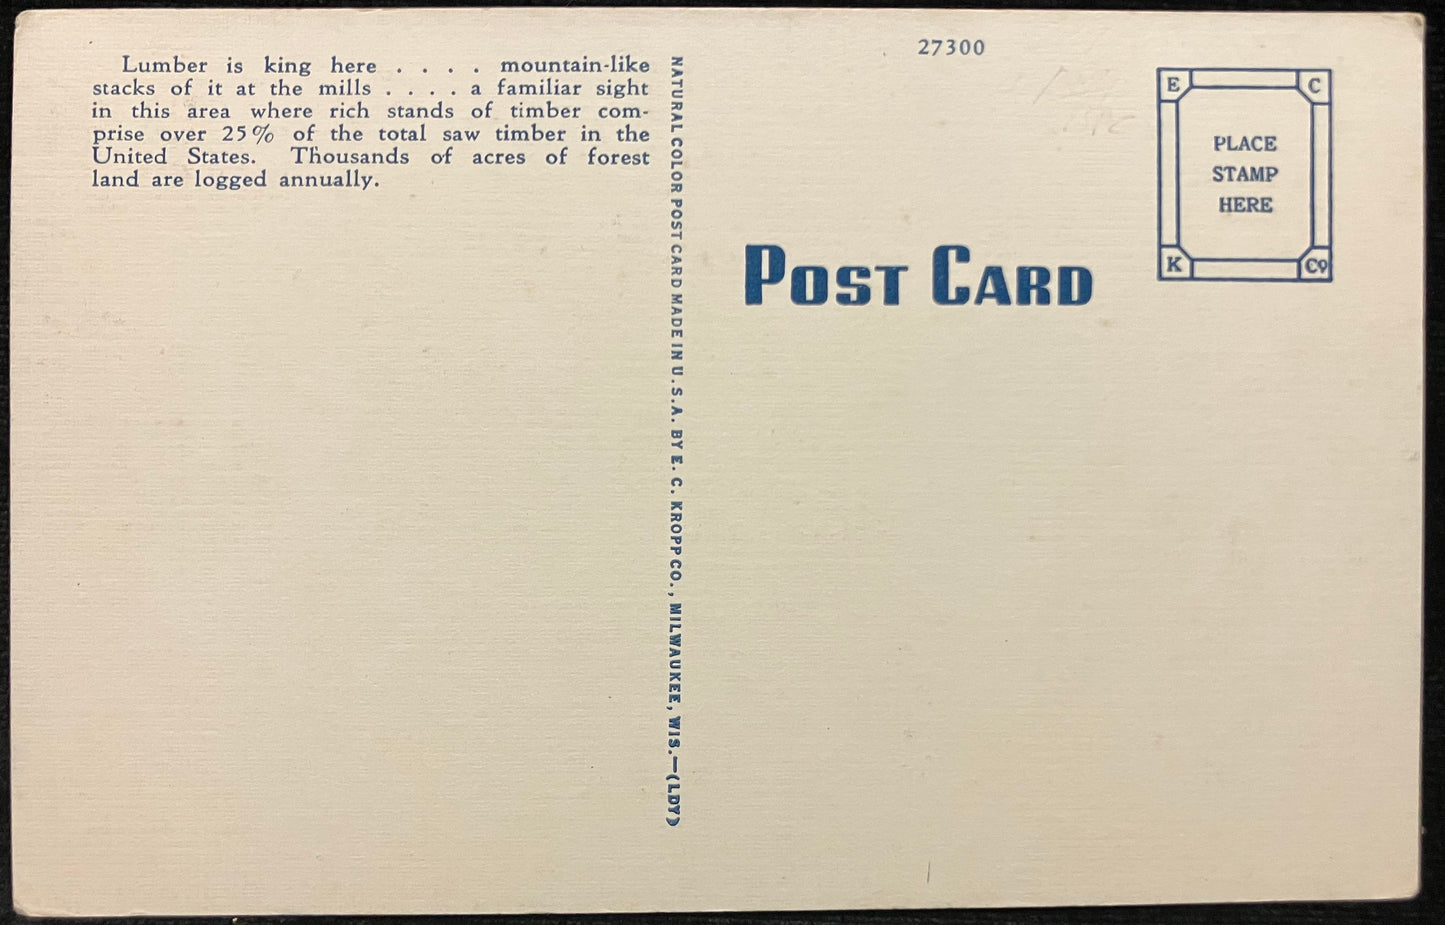 Lumber is king here . . . . mountain-like
stacks of it at the mills . . . . a familiar sight
in this area where rich stands of timber com-
prise over 25% of the total saw timber in the
United States. Thousands of acres of forest
land are logged annually.
NATURAL COLOR POST CARD MADE IN U.S.A. BY E. C. KROPP CO., MILWAUKEE, WIS.—(LDY)
27300
POST CARD
E C
PLACE
STAMP
HERE
K CO